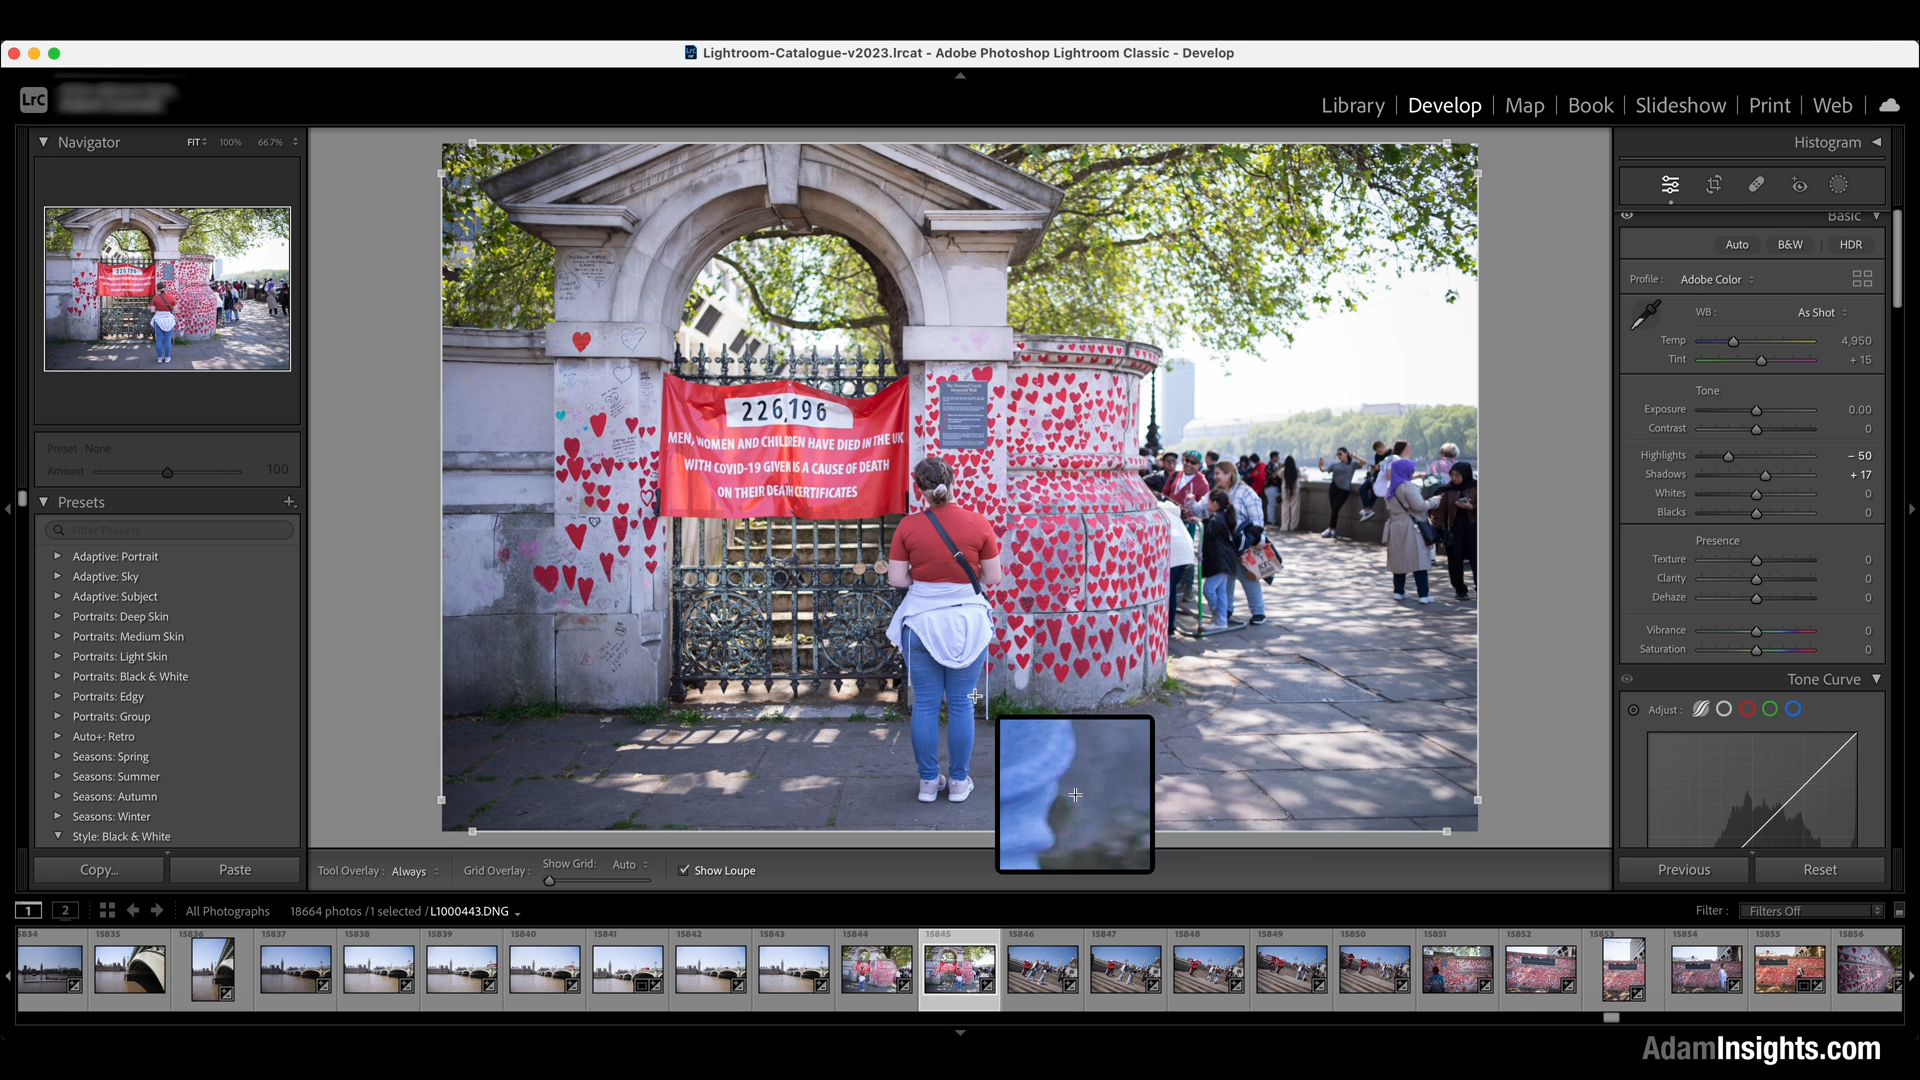 Lightroom-Catalogue-v2023.lrcat - Adobe Photoshop Lightroom Classic - Develop
LrC
Library | Develop | Map | Book | Slideshow | Print | Web
Navigator FIT 100% 66.7%
Preset : None
Amount 100
Presets
Filter Presets
Adaptive: Portrait
Adaptive: Sky
Adaptive: Subject
Portraits: Deep Skin
Portraits: Medium Skin
Portraits: Light Skin
Portraits: Black & White
Portraits: Edgy
Portraits: Group
Auto+: Retro
Seasons: Spring
Seasons: Summer
Seasons: Autumn
Seasons: Winter
Style: Black & White
Copy... Paste
226,196
MEN, WOMEN AND CHILDREN HAVE DIED IN THE UK
WITH COVID-19 GIVEN AS A CAUSE OF DEATH
ON THEIR DEATH CERTIFICATES
The National Covid
Memorial Wall
Tool Overlay : Always Grid Overlay : Show Grid: Auto Show Loupe
Histogram
Basic
Auto B&W HDR
Profile : Adobe Color
WB : As Shot
Temp 4,950
Tint + 15
Tone
Exposure 0.00
Contrast 0
Highlights – 50
Shadows + 17
Whites 0
Blacks 0
Presence
Texture 0
Clarity 0
Dehaze 0
Vibrance 0
Saturation 0
Tone Curve
Adjust :
Previous Reset
1 2 All Photographs 18664 photos /1 selected /L1000443.DNG Filter : Filters Off
5834 15835 15836 15837 15838 15839 15840 15841 15842 15843 15844 15845 15846 15847 15848 15849 15850 15851 15852 15853 15854 15855 15856
AdamInsights.com